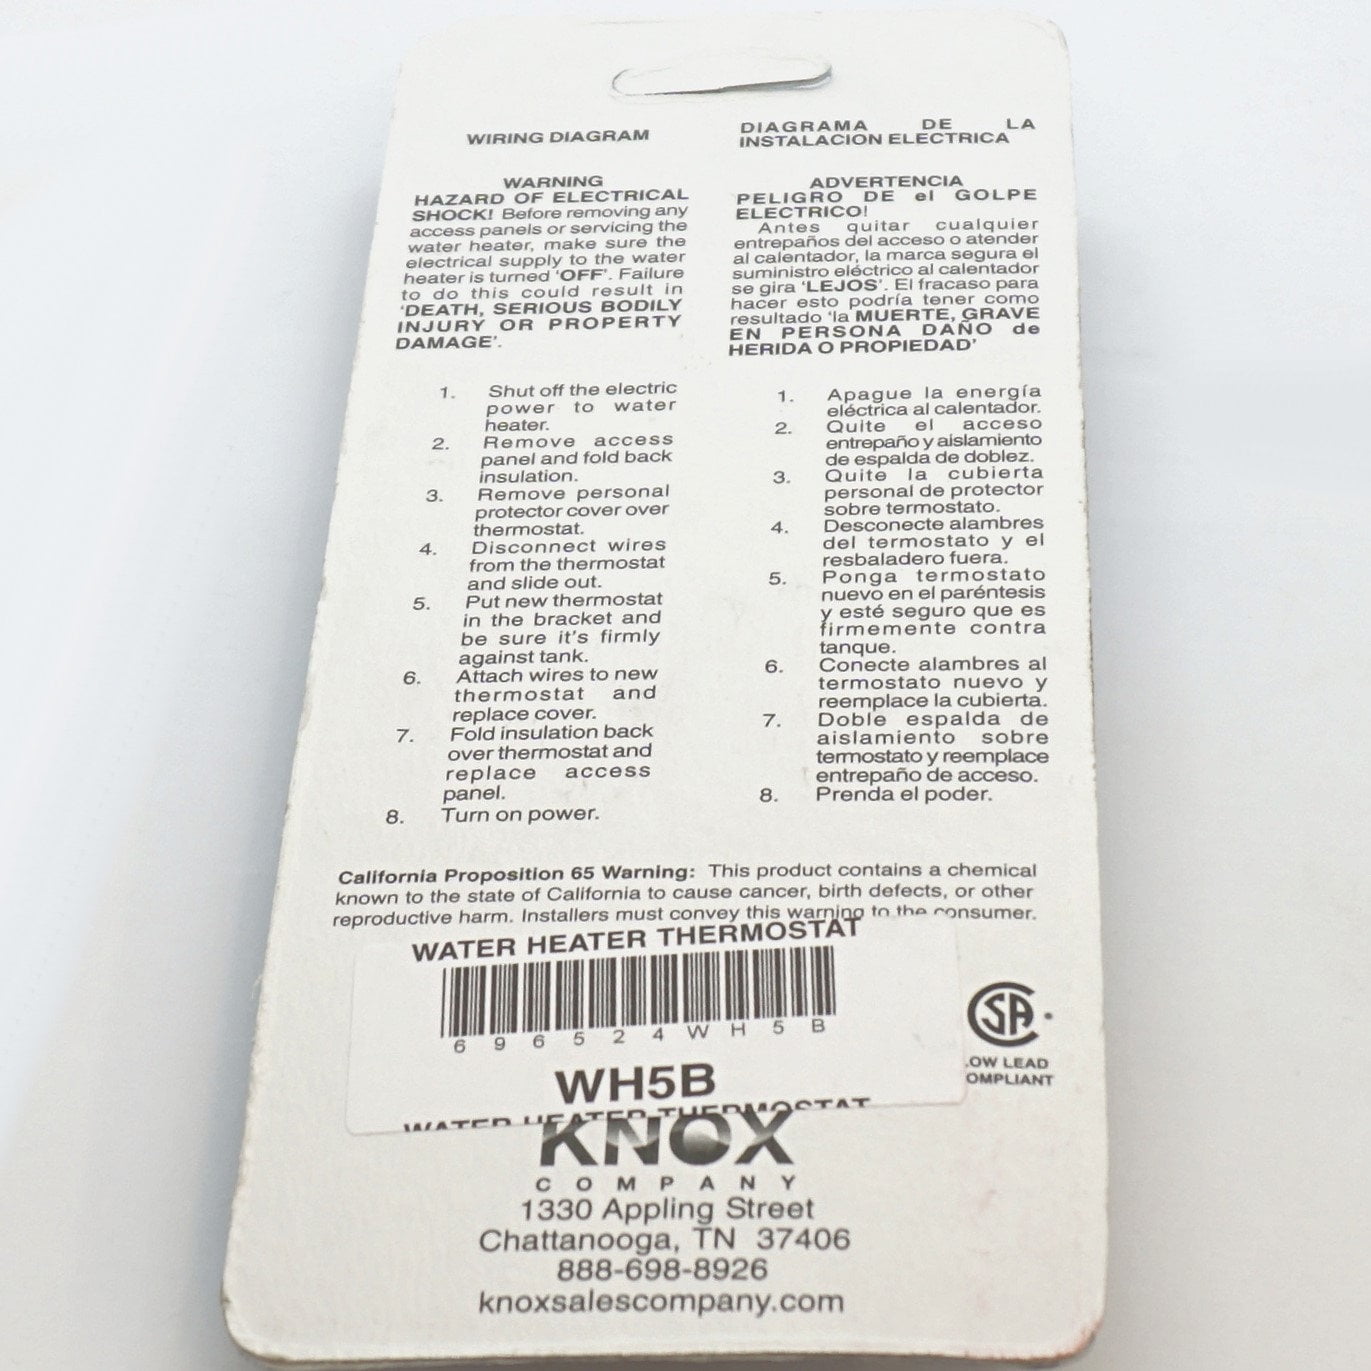 WIRING DIAGRAM
WARNING
HAZARD OF ELECTRICAL
SHOCK! Before removing any
access panels or servicing the
water heater, make sure the
electrical supply to the water
heater is turned 'OFF'. Failure
to do this could result in
'DEATH, SERIOUS BODILY
INJURY OR PROPERTY
DAMAGE'.
1. Shut off the electric
power to water
heater.
2. Remove access
panel and fold back
insulation.
3. Remove personal
protector cover over
thermostat.
4. Disconnect wires
from the thermostat
and slide out.
5. Put new thermostat
in the bracket and
be sure it's firmly
against tank.
6. Attach wires to new
thermostat and
replace cover.
7. Fold insulation back
over thermostat and
replace access
panel.
8. Turn on power.
DIAGRAMA DE LA
INSTALACION ELECTRICA
ADVERTENCIA
PELIGRO DE el GOLPE
ELECTRICO!
Antes quitar cualquier
entrepaños del acceso o atender
al calentador, la marca segura el
suministro eléctrico al calentador
se gira 'LEJOS'. El fracaso para
hacer esto podría tener como
resultado 'la MUERTE, GRAVE
EN PERSONA DAÑO de
HERIDA O PROPIEDAD'
1. Apague la energía
eléctrica al calentador.
2. Quite el acceso
entrepaño y aislamiento
de espalda de doblez.
3. Quite la cubierta
personal de protector
sobre termostato.
4. Desconecte alambres
del termostato y el
resbaladero fuera.
5. Ponga termostato
nuevo en el paréntesis
y esté seguro que es
firmemente contra
tanque.
6. Conecte alambres al
termostato nuevo y
reemplace la cubierta.
7. Doble espalda de
aislamiento sobre
termostato y reemplace
entrepaño de acceso.
8. Prenda el poder.
California Proposition 65 Warning: This product contains a chemical
known to the state of California to cause cancer, birth defects, or other
reproductive harm. Installers must convey this warning to the consumer.
WATER HEATER THERMOSTAT
696524WH5B
WH5B
WATER HEATER THERMOSTAT
SA
OW LEAD
OMPLIANT
KNOX
COMPANY
1330 Appling Street
Chattanooga, TN 37406
888-698-8926
knoxsalescompany.com